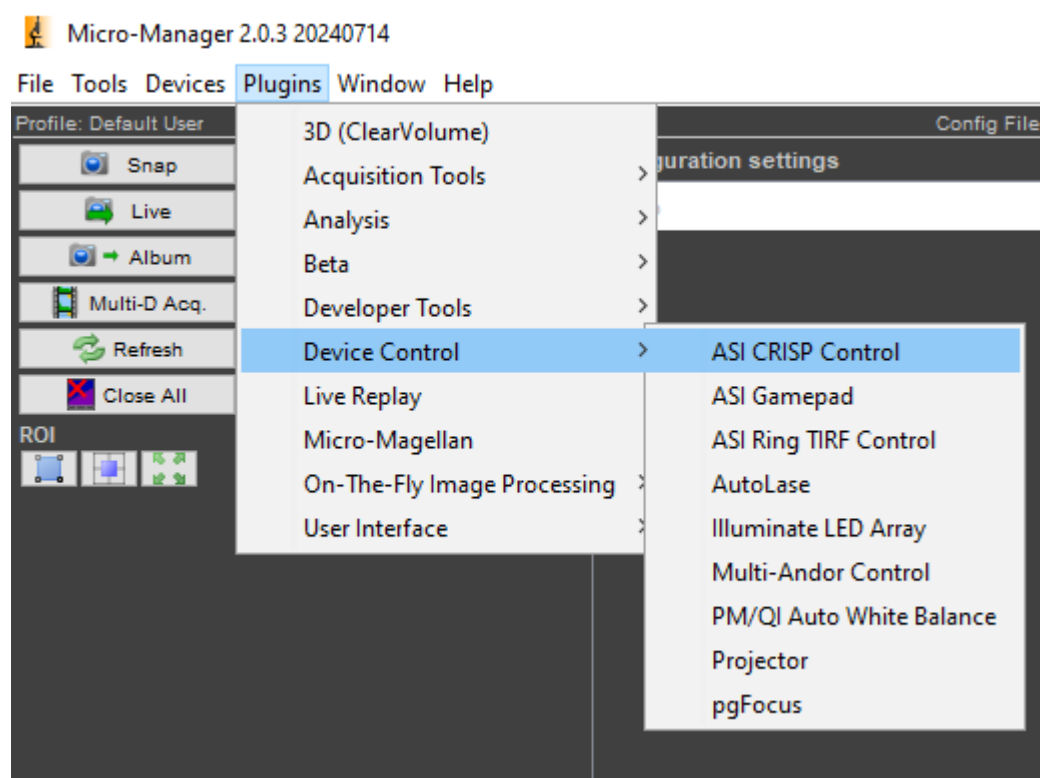 Micro-Manager 2.0.3 20240714
File Tools Devices Plugins Window Help
Profile: Default User
Config File
Snap
Live
Album
Multi-D Acq.
Refresh
Close All
ROI
settings
3D (ClearVolume)
Acquisition Tools
Analysis
Beta
Developer Tools
Device Control
Live Replay
Micro-Magellan
On-The-Fly Image Processing
User Interface
ASI CRISP Control
ASI Gamepad
ASI Ring TIRF Control
AutoLase
Illuminate LED Array
Multi-Andor Control
PM/QI Auto White Balance
Projector
pgFocus